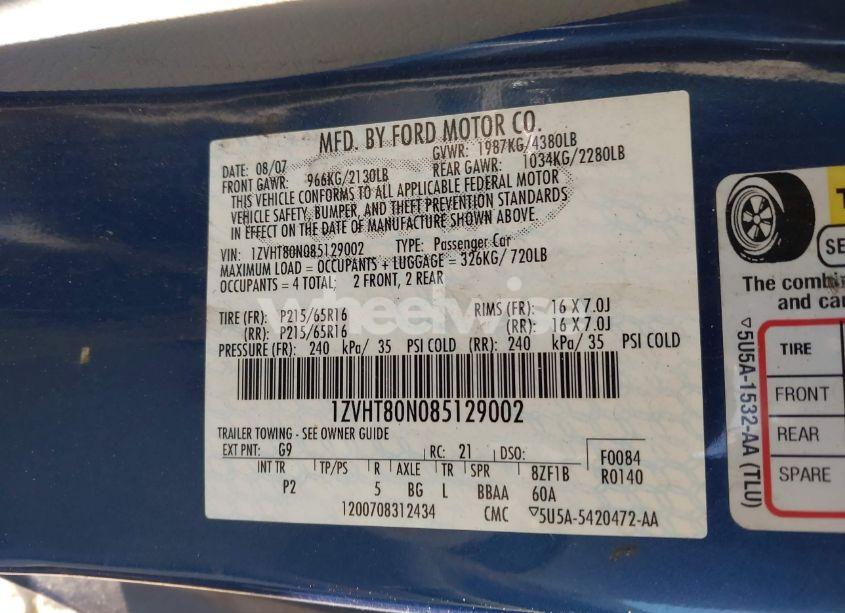 MFD. BY FORD MOTOR CO.
DATE: 08/07 GVWR: 1987KG/4380LB
FRONT GAWR: 966KG/2130LB REAR GAWR: 1034KG/2280LB
THIS VEHICLE CONFORMS TO ALL APPLICABLE FEDERAL MOTOR
VEHICLE SAFETY, BUMPER, AND THEFT PREVENTION STANDARDS
IN EFFECT ON THE DATE OF MANUFACTURE SHOWN ABOVE.
VIN: 1ZVHT80N085129002 TYPE: Passenger Car
MAXIMUM LOAD = OCCUPANTS + LUGGAGE = 326KG/ 720LB
OCCUPANTS = 4 TOTAL; 2 FRONT, 2 REAR
TIRE (FR): P215/65R16 RIMS (FR): 16 X 7.0J
(RR): P215/65R16 (RR): 16 X 7.0J
PRESSURE (FR): 240 kPa/ 35 PSI COLD (RR): 240 kPa/ 35 PSI COLD
1ZVHT80N085129002
TRAILER TOWING - SEE OWNER GUIDE
EXT PNT: G9 RC: 21 DSO: F0084
INT TR TP/PS R AXLE TR SPR 8ZF1B R0140
P2 5 BG L BBAA 60A
1200708312434 CMC ▽5U5A-5420472-AA
▽5U5A-1532-AA (TLU)
SE
The combin
and car
TIRE
FRONT
REAR
SPARE